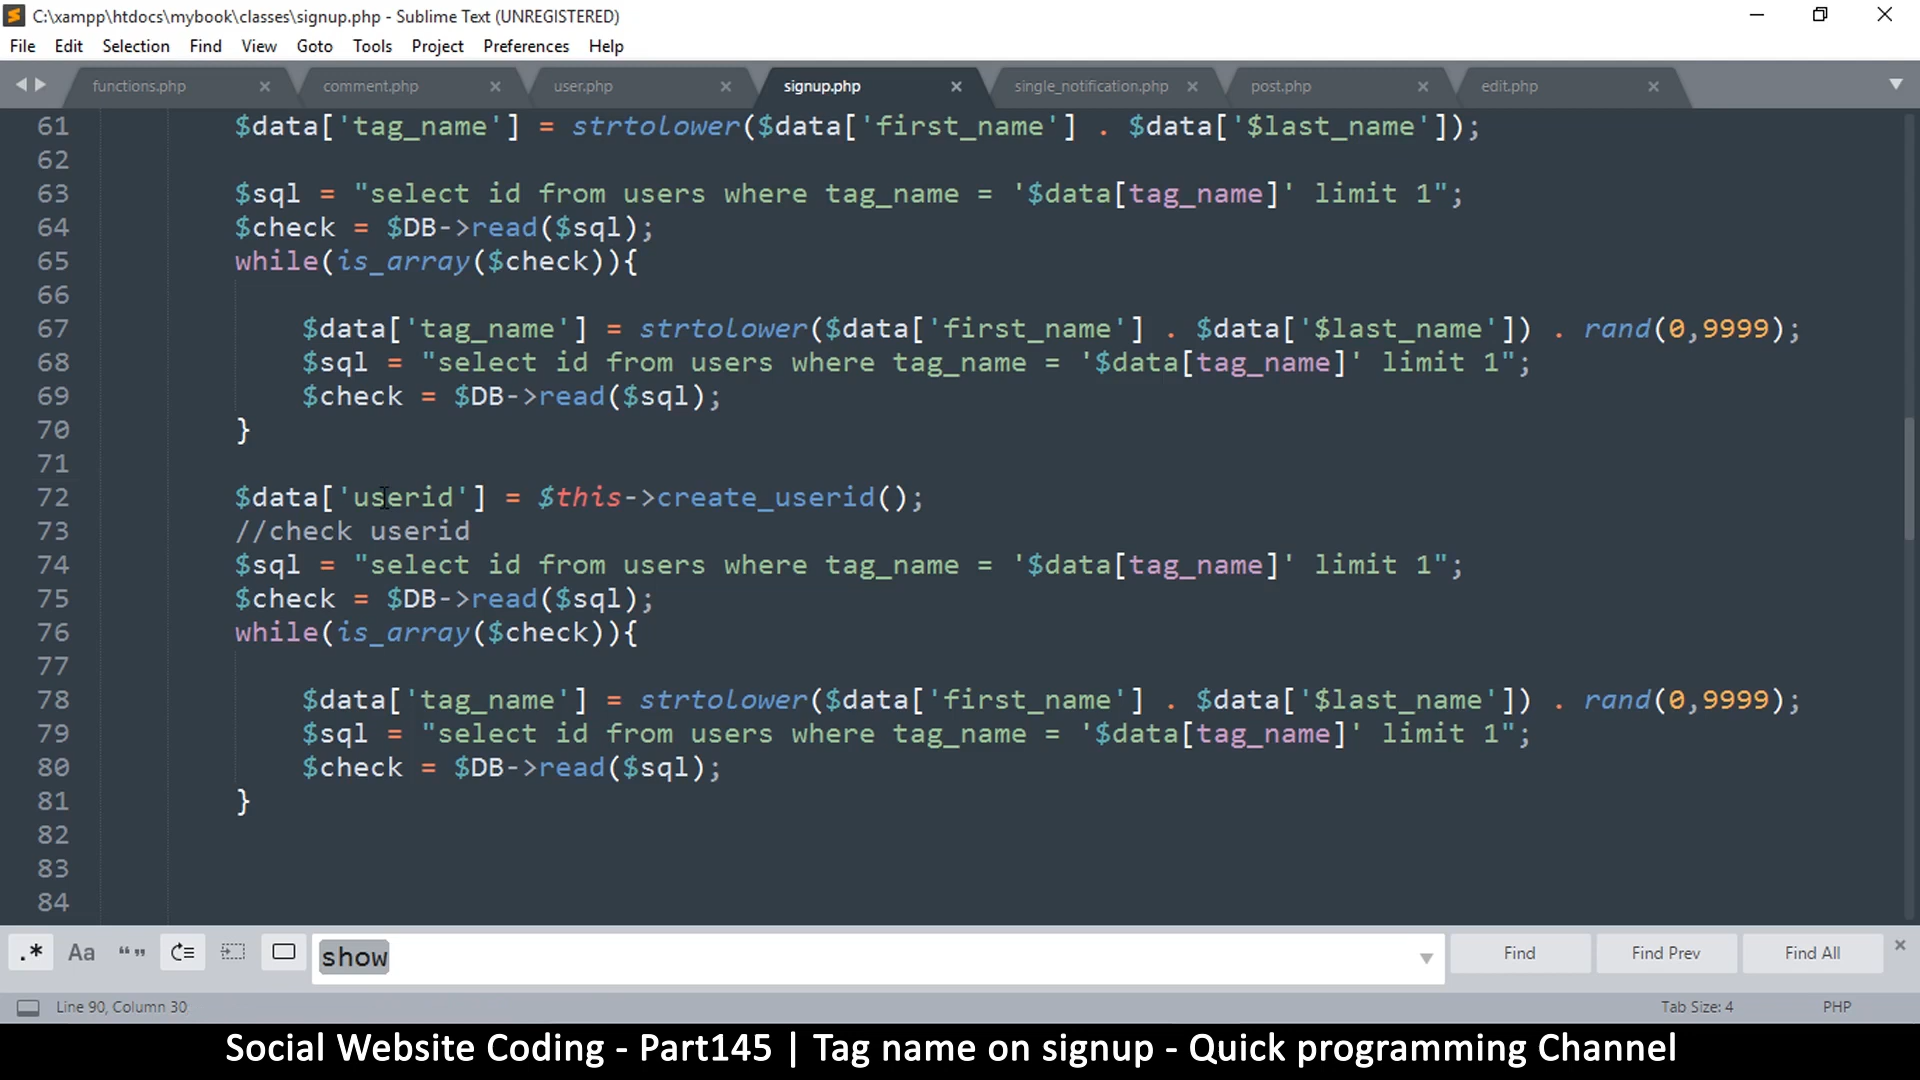 C:\xampp\htdocs\mybook\classes\signup.php - Sublime Text (UNREGISTERED)
File Edit Selection Find View Goto Tools Project Preferences Help
functions.php comment.php user.php signup.php single_notification.php post.php edit.php
61 $data['tag_name'] = strtolower($data['first_name'] . $data['$last_name']);
62
63 $sql = "select id from users where tag_name = '$data[tag_name]' limit 1";
64 $check = $DB->read($sql);
65 while(is_array($check)){
66
67 $data['tag_name'] = strtolower($data['first_name'] . $data['$last_name']) . rand(0,9999);
68 $sql = "select id from users where tag_name = '$data[tag_name]' limit 1";
69 $check = $DB->read($sql);
70 }
71
72 $data['userid'] = $this->create_userid();
73 //check userid
74 $sql = "select id from users where tag_name = '$data[tag_name]' limit 1";
75 $check = $DB->read($sql);
76 while(is_array($check)){
77
78 $data['tag_name'] = strtolower($data['first_name'] . $data['$last_name']) . rand(0,9999);
79 $sql = "select id from users where tag_name = '$data[tag_name]' limit 1";
80 $check = $DB->read($sql);
81 }
82
83
84
.* Aa “ ” show Find Find Prev Find All
Line 90, Column 30 Tab Size: 4 PHP
Social Website Coding - Part145 | Tag name on signup - Quick programming Channel